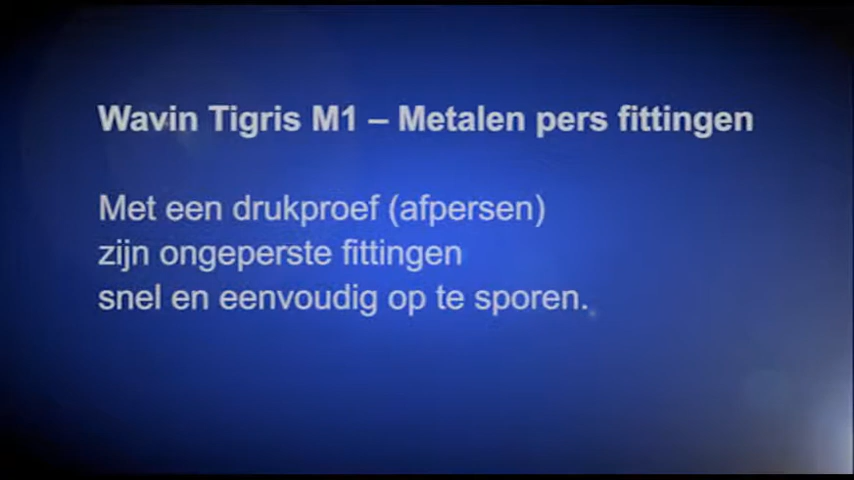 Wavin Tigris M1 – Metalen pers fittingen
Met een drukproef (afpersen)
zijn ongeperste fittingen
snel en eenvoudig op te sporen.